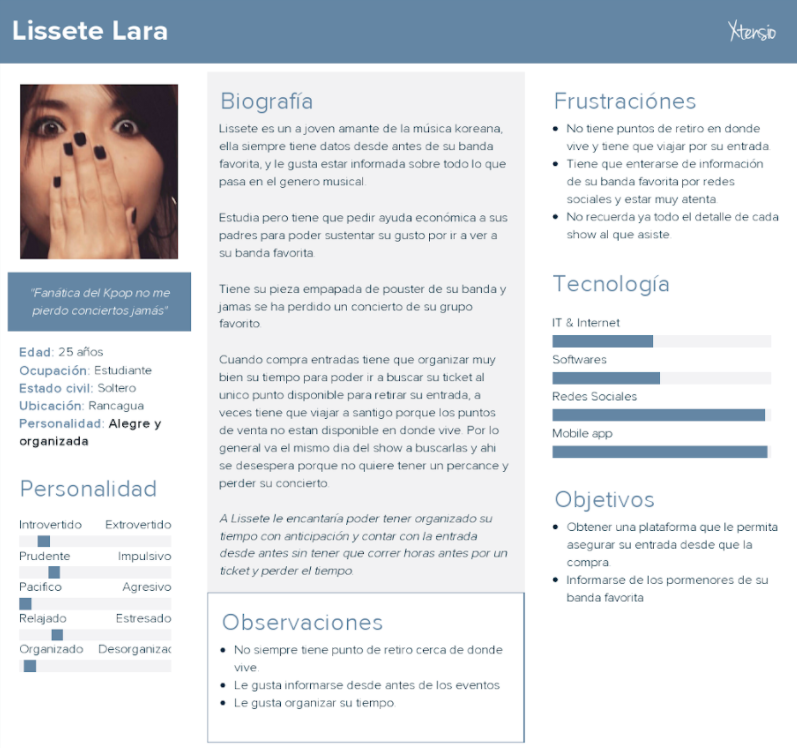 Lissete Lara
Xtensio
"Fanática del Kpop no me
pierdo conciertos jamás"
Edad: 25 años
Ocupación: Estudiante
Estado civil: Soltero
Ubicación: Rancagua
Personalidad: Alegre y
organizada
Personalidad
Introvertido Extrovertido
Prudente Impulsivo
Pacifico Agresivo
Relajado Estresado
Organizado Desorganizac
Biografía
Lissete es un a joven amante de la música koreana,
ella siempre tiene datos desde antes de su banda
favorita, y le gusta estar informada sobre todo lo que
pasa en el genero musical.
Estudia pero tiene que pedir ayuda económica a sus
padres para poder sustentar su gusto por ir a ver a
su banda favorita.
Tiene su pieza empapada de pouster de su banda y
jamas se ha perdido un concierto de su grupo
favorito.
Cuando compra entradas tiene que organizar muy
bien su tiempo para poder ir a buscar su ticket al
unico punto disponible para retirar su entrada, a
veces tiene que viajar a santigo porque los puntos
de venta no estan disponible en donde vive. Por lo
general va el mismo dia del show a buscarlas y ahi
se desespera porque no quiere tener un percance y
perder su concierto.
A Lissete le encantaría poder tener organizado su
tiempo con anticipación y contar con la entrada
desde antes sin tener que correr horas antes por un
ticket y perder el tiempo.
Observaciones
• No siempre tiene punto de retiro cerca de donde
vive.
• Le gusta informarse desde antes de los eventos
• Le gusta organizar su tiempo.
Frustraciónes
• No tiene puntos de retiro en donde
vive y tiene que viajar por su entrada.
• Tiene que enterarse de información
de su banda favorita por redes
sociales y estar muy atenta.
• No recuerda ya todo el detalle de cada
show al que asiste.
Tecnología
IT & Internet
Softwares
Redes Sociales
Mobile app
Objetivos
• Obtener una plataforma que le permita
asegurar su entrada desde que la
compra.
• Informarse de los pormenores de su
banda favorita